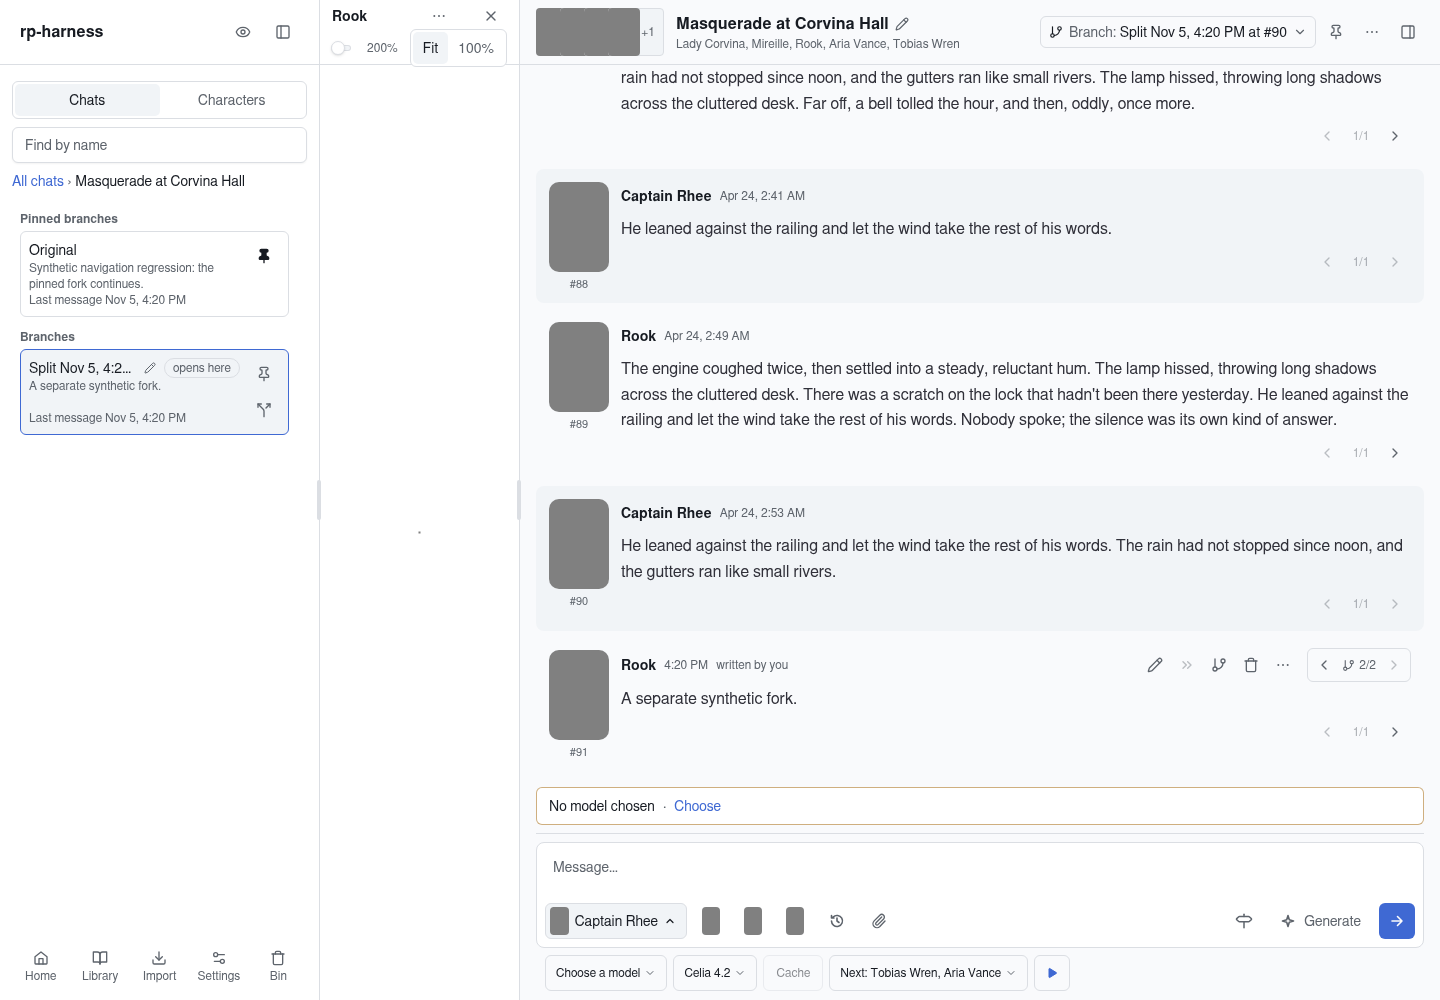 rp-harness
Chats
Characters
Find by name
All chats › Masquerade at Corvina Hall
Pinned branches
Original
Synthetic navigation regression: the
pinned fork continues.
Last message Nov 5, 4:20 PM
Branches
Split Nov 5, 4:2...
opens here
A separate synthetic fork.
Last message Nov 5, 4:20 PM
Home
Library
Import
Settings
Bin
Rook
200%
Fit
100%
+1
Masquerade at Corvina Hall
Lady Corvina, Mireille, Rook, Aria Vance, Tobias Wren
Branch: Split Nov 5, 4:20 PM at #90
rain had not stopped since noon, and the gutters ran like small rivers. The lamp hissed, throwing long shadows
across the cluttered desk. Far off, a bell tolled the hour, and then, oddly, once more.
1/1
Captain Rhee Apr 24, 2:41 AM
He leaned against the railing and let the wind take the rest of his words.
1/1
#88
Rook Apr 24, 2:49 AM
The engine coughed twice, then settled into a steady, reluctant hum. The lamp hissed, throwing long shadows
across the cluttered desk. There was a scratch on the lock that hadn't been there yesterday. He leaned against the
railing and let the wind take the rest of his words. Nobody spoke; the silence was its own kind of answer.
#89
1/1
Captain Rhee Apr 24, 2:53 AM
He leaned against the railing and let the wind take the rest of his words. The rain had not stopped since noon, and
the gutters ran like small rivers.
#90
1/1
Rook 4:20 PM written by you
2/2
A separate synthetic fork.
1/1
#91
No model chosen · Choose
Message...
Captain Rhee
Generate
Choose a model
Celia 4.2
Cache
Next: Tobias Wren, Aria Vance